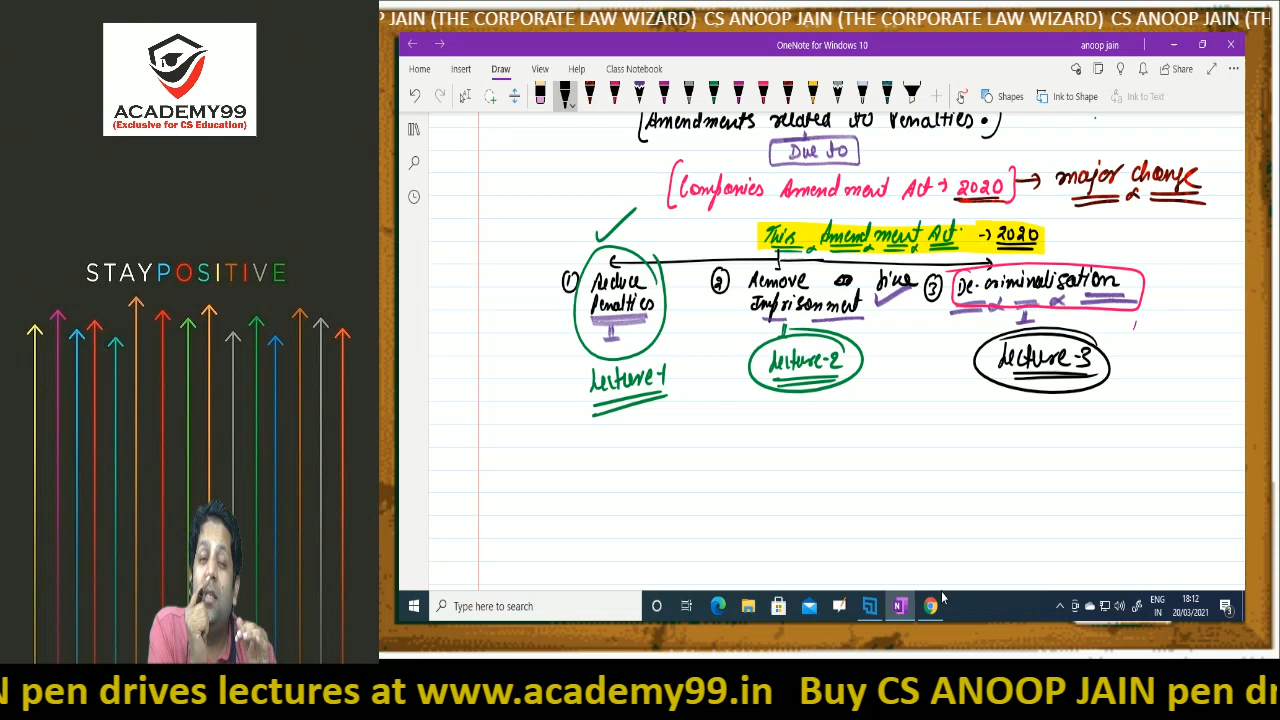 P JAIN (THE CORPORATE LAW WIZARD) CS ANOOP JAIN (THE CORPORATE LAW WIZARD) CS ANOOP JAIN (TH
ACADEMY99
(Exclusive for CS Education)
STAYPOSITIVE
OneNote for Windows 10
anoop jain
Home Insert Draw View Help Class Notebook
Share
Shapes Ink to Shape Ink to Text
[Amendments related to Penalties.]
Due to
[Companies Amendment Act → 2020] → major change
This Amendment Act. → 2020
① Reduce Penalties
② Remove or fine Imprisonment
③ De-criminalisation
Lecture-1
Lecture-2
Lecture-3
Type here to search
ENG
IN
18:12
20/03/2021
3
N pen drives lectures at www.academy99.in Buy CS ANOOP JAIN pen dr